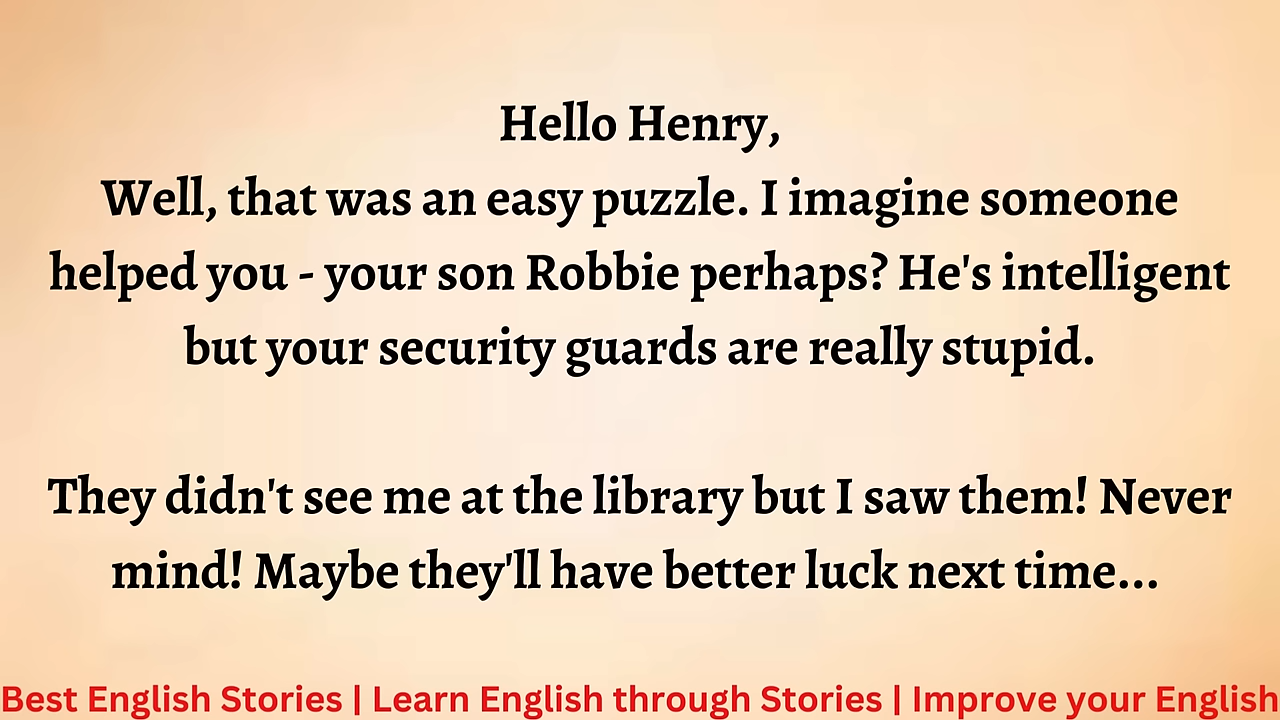 Hello Henry,
Well, that was an easy puzzle. I imagine someone
helped you - your son Robbie perhaps? He's intelligent
but your security guards are really stupid.
They didn't see me at the library but I saw them! Never
mind! Maybe they'll have better luck next time...
Best English Stories | Learn English through Stories | Improve your English